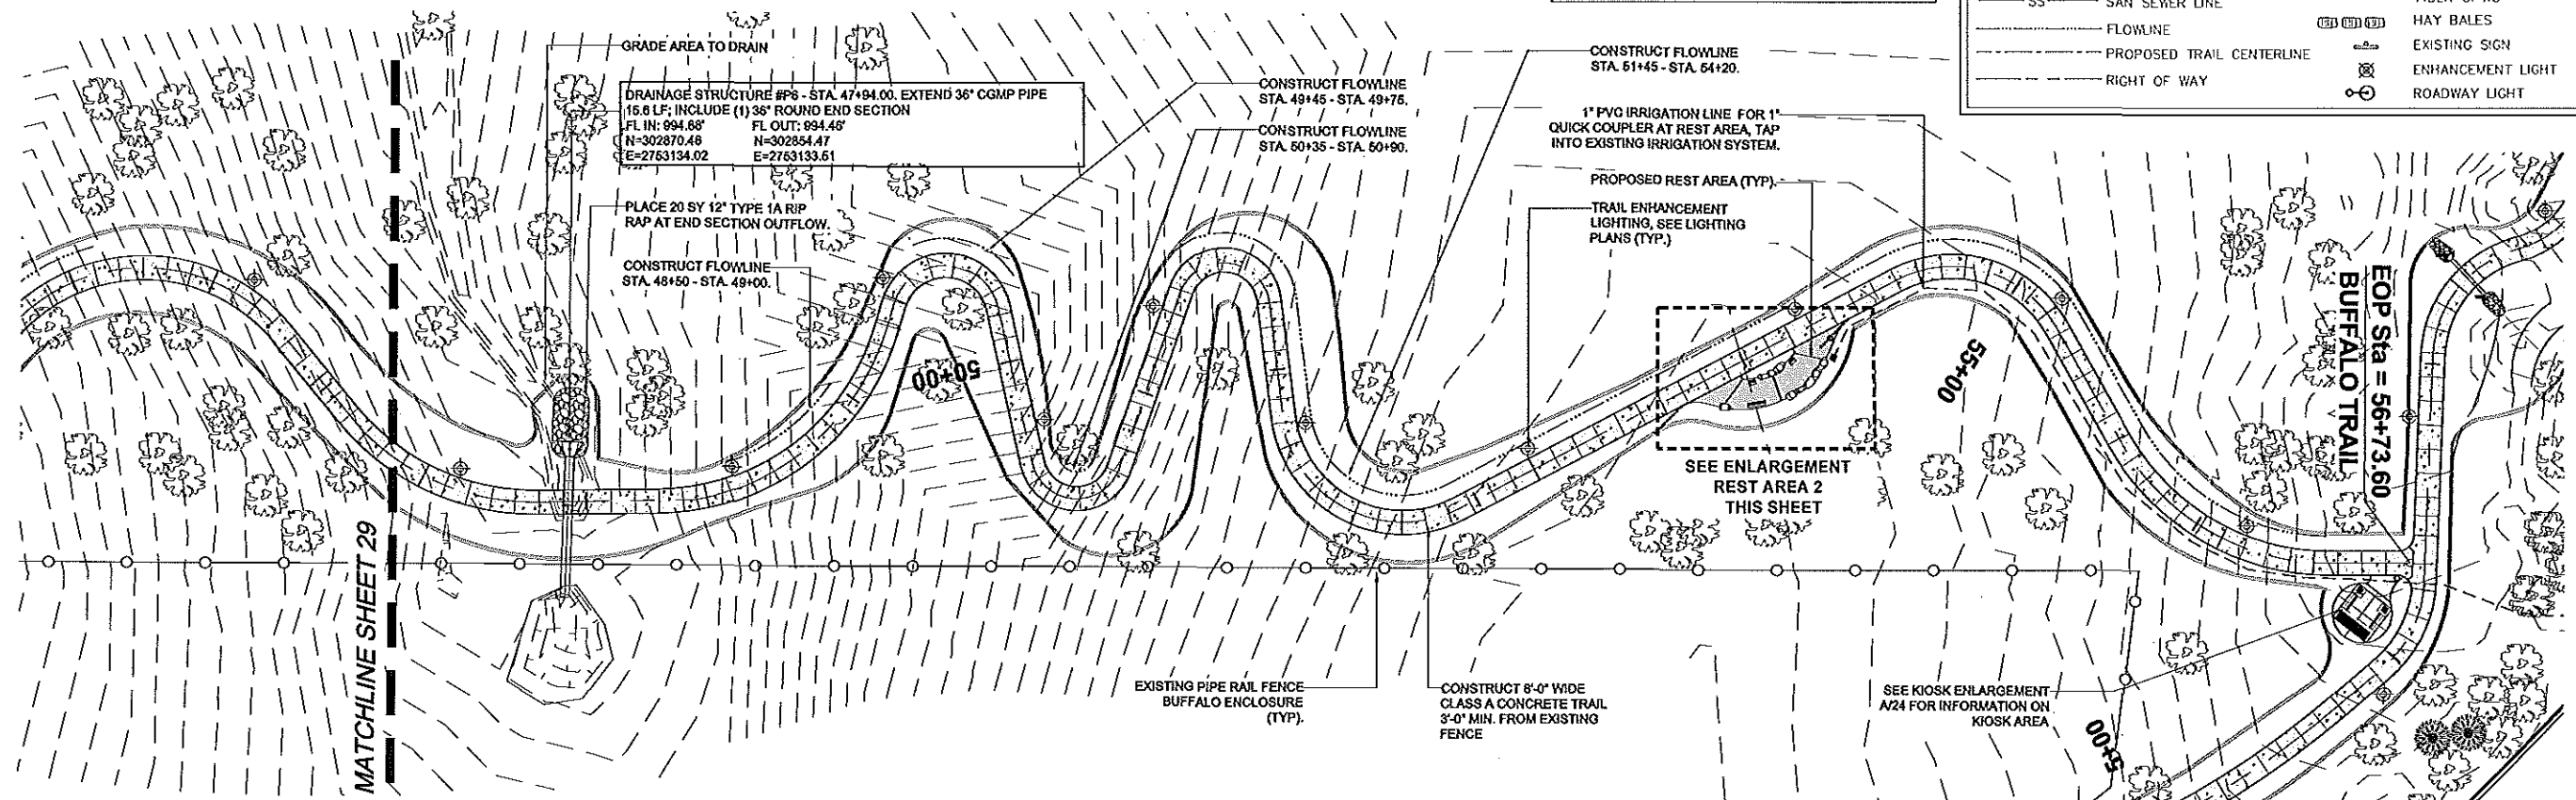 SS SAN SEWER LINE
FLOWLINE
PROPOSED TRAIL CENTERLINE
RIGHT OF WAY
HAY BALES
EXISTING SIGN
ENHANCEMENT LIGHT
ROADWAY LIGHT
GRADE AREA TO DRAIN
DRAINAGE STRUCTURE #P6 - STA. 47+94.00. EXTEND 36" CGMP PIPE
15.6 LF; INCLUDE (1) 36" ROUND END SECTION
FL IN: 994.68' FL OUT: 994.46'
N=302870.46 N=302854.47
E=2753134.02 E=2753133.51
PLACE 20 SY 12" TYPE 1A RIP
RAP AT END SECTION OUTFLOW.
CONSTRUCT FLOWLINE
STA. 48+50 - STA. 49+00.
CONSTRUCT FLOWLINE
STA. 49+45 - STA. 49+75.
CONSTRUCT FLOWLINE
STA. 50+35 - STA. 50+90.
CONSTRUCT FLOWLINE
STA. 51+45 - STA. 54+20.
1" PVC IRRIGATION LINE FOR 1"
QUICK COUPLER AT REST AREA, TAP
INTO EXISTING IRRIGATION SYSTEM.
PROPOSED REST AREA (TYP).
TRAIL ENHANCEMENT
LIGHTING, SEE LIGHTING
PLANS (TYP.)
50+00
55+00
SEE ENLARGEMENT
REST AREA 2
THIS SHEET
EOP Sta = 56+73.60
BUFFALO TRAIL
MATCHLINE SHEET 29
EXISTING PIPE RAIL FENCE
BUFFALO ENCLOSURE
(TYP).
CONSTRUCT 8'-0" WIDE
CLASS A CONCRETE TRAIL
3'-0" MIN. FROM EXISTING
FENCE
SEE KIOSK ENLARGEMENT
A/24 FOR INFORMATION ON
KIOSK AREA
5+00